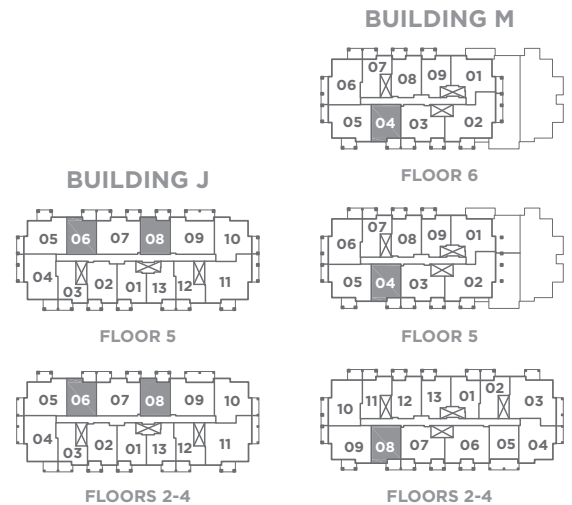 BUILDING M
07 08 09 01
06
05 04 03 02
FLOOR 6
BUILDING J
05 06 07 08 09 10
04 03 02 01 13 12 11
FLOOR 5
07 08 09 01
06
05 04 03 02
FLOOR 5
05 06 07 08 09 10
04 03 02 01 13 12 11
FLOORS 2-4
10 11 12 13 01 02 03
09 08 07 06 05 04
FLOORS 2-4